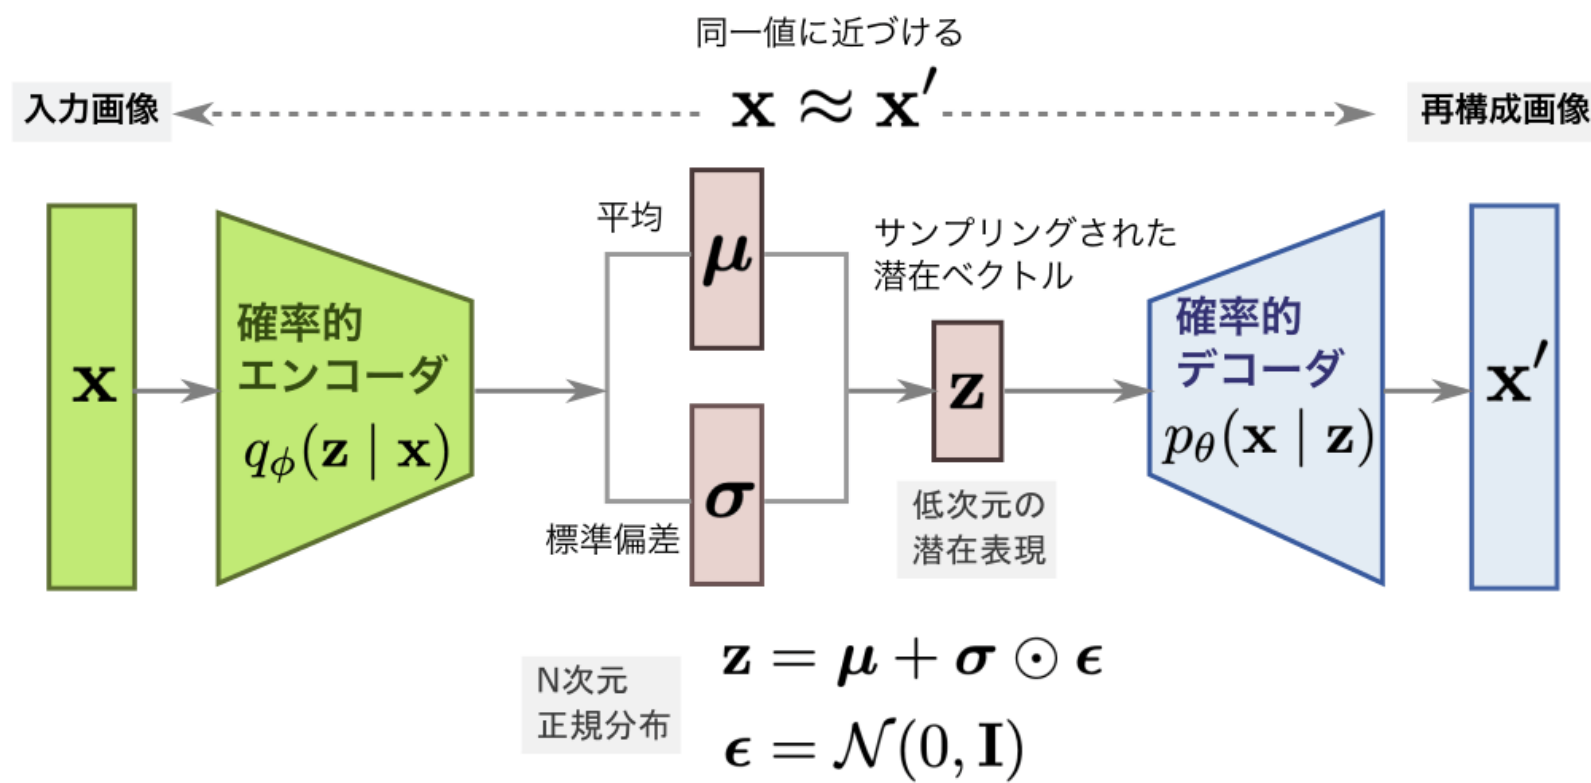 同一値に近づける
入力画像
x ≈ x′
再構成画像
平均
μ
サンプリングされた
潜在ベクトル
x
確率的
エンコーダ
qϕ(z | x)
z
確率的
デコーダ
pθ(x | z)
x′
標準偏差
σ
低次元の
潜在表現
N次元
正規分布
z = μ + σ ⊙ ϵ
ϵ = 𝒩(0, I)